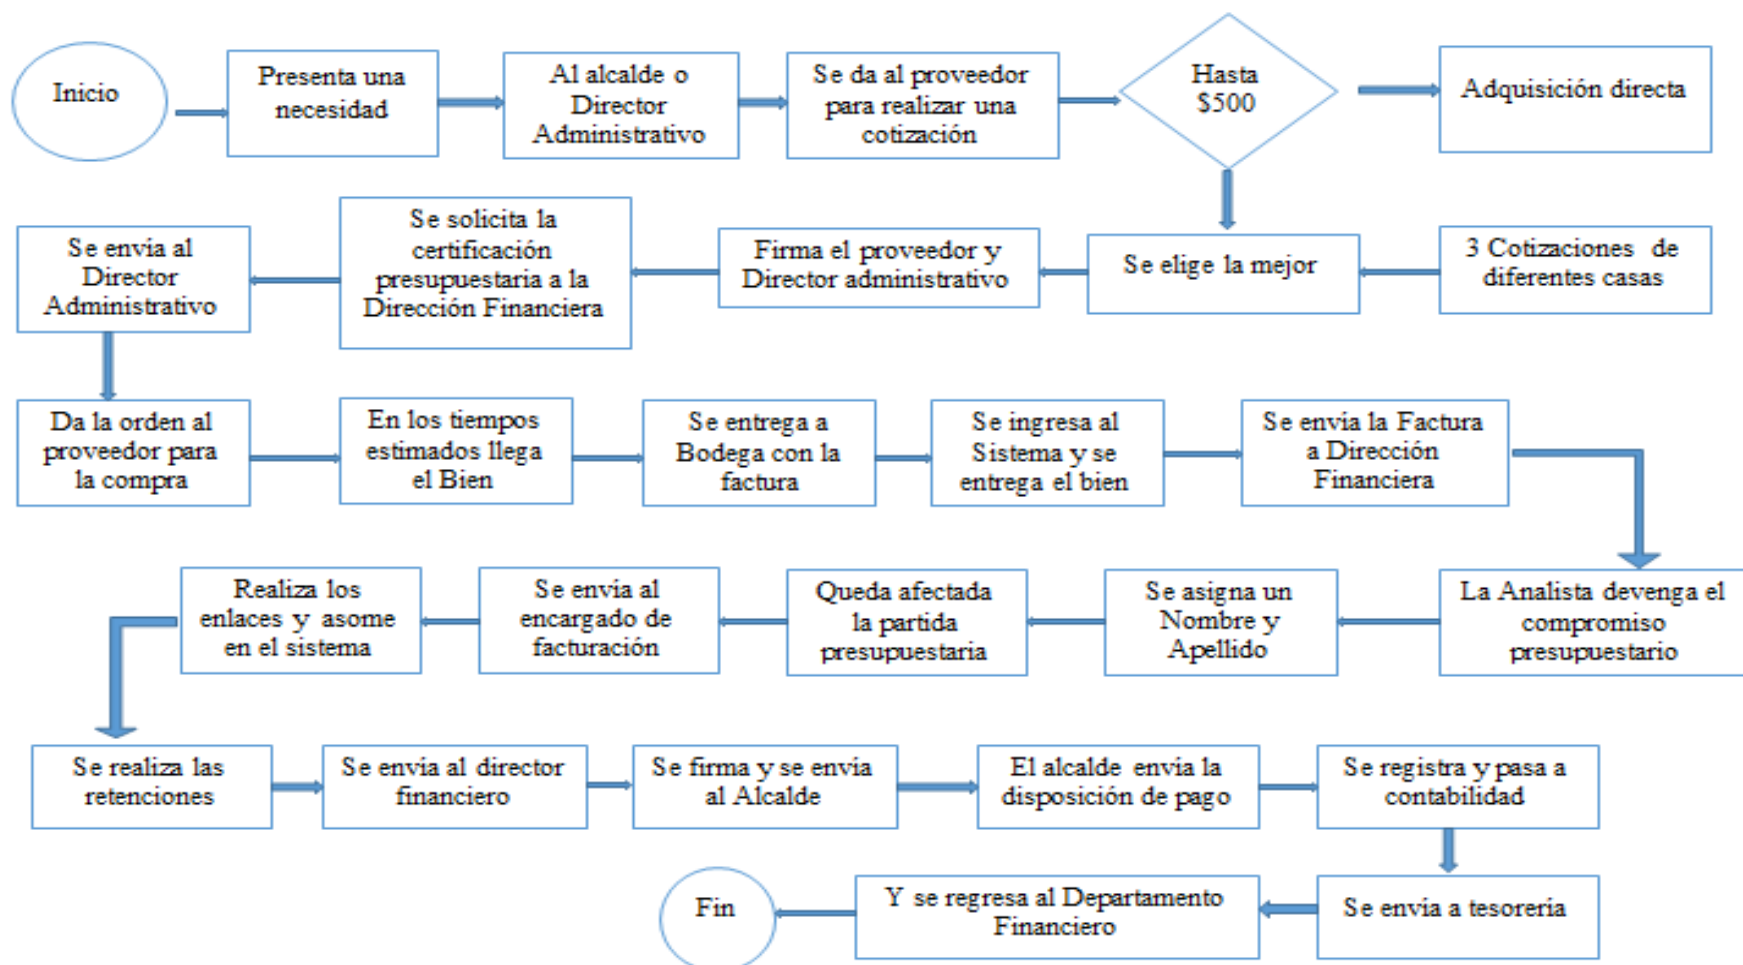 Inicio
Presenta una
necesidad
Al alcalde o
Director
Administrativo
Se da al proveedor
para realizar una
cotización
Hasta
$500
Adquisición directa
Se envia al
Director
Administrativo
Se solicita la
certificación
presupuestaria a la
Dirección Financiera
Firma el proveedor y
Director administrativo
Se elige la mejor
3 Cotizaciones de
diferentes casas
Da la orden al
proveedor para
la compra
En los tiempos
estimados llega
el Bien
Se entrega a
Bodega con la
factura
Se ingresa al
Sistema y se
entrega el bien
Se envía la Factura
a Dirección
Financiera
Realiza los
enlaces y asome
en el sistema
Se envía al
encargado de
facturación
Queda afectada
la partida
presupuestaria
Se asigna un
Nombre y
Apellido
La Analista devenga el
compromiso
presupuestario
Se realiza las
retenciones
Se envia al director
financiero
Se firma y se envia
al Alcalde
El alcalde envia la
disposición de pago
Se registra y pasa a
contabilidad
Fin
Y se regresa al Departamento
Financiero
Se envia a tesoreria